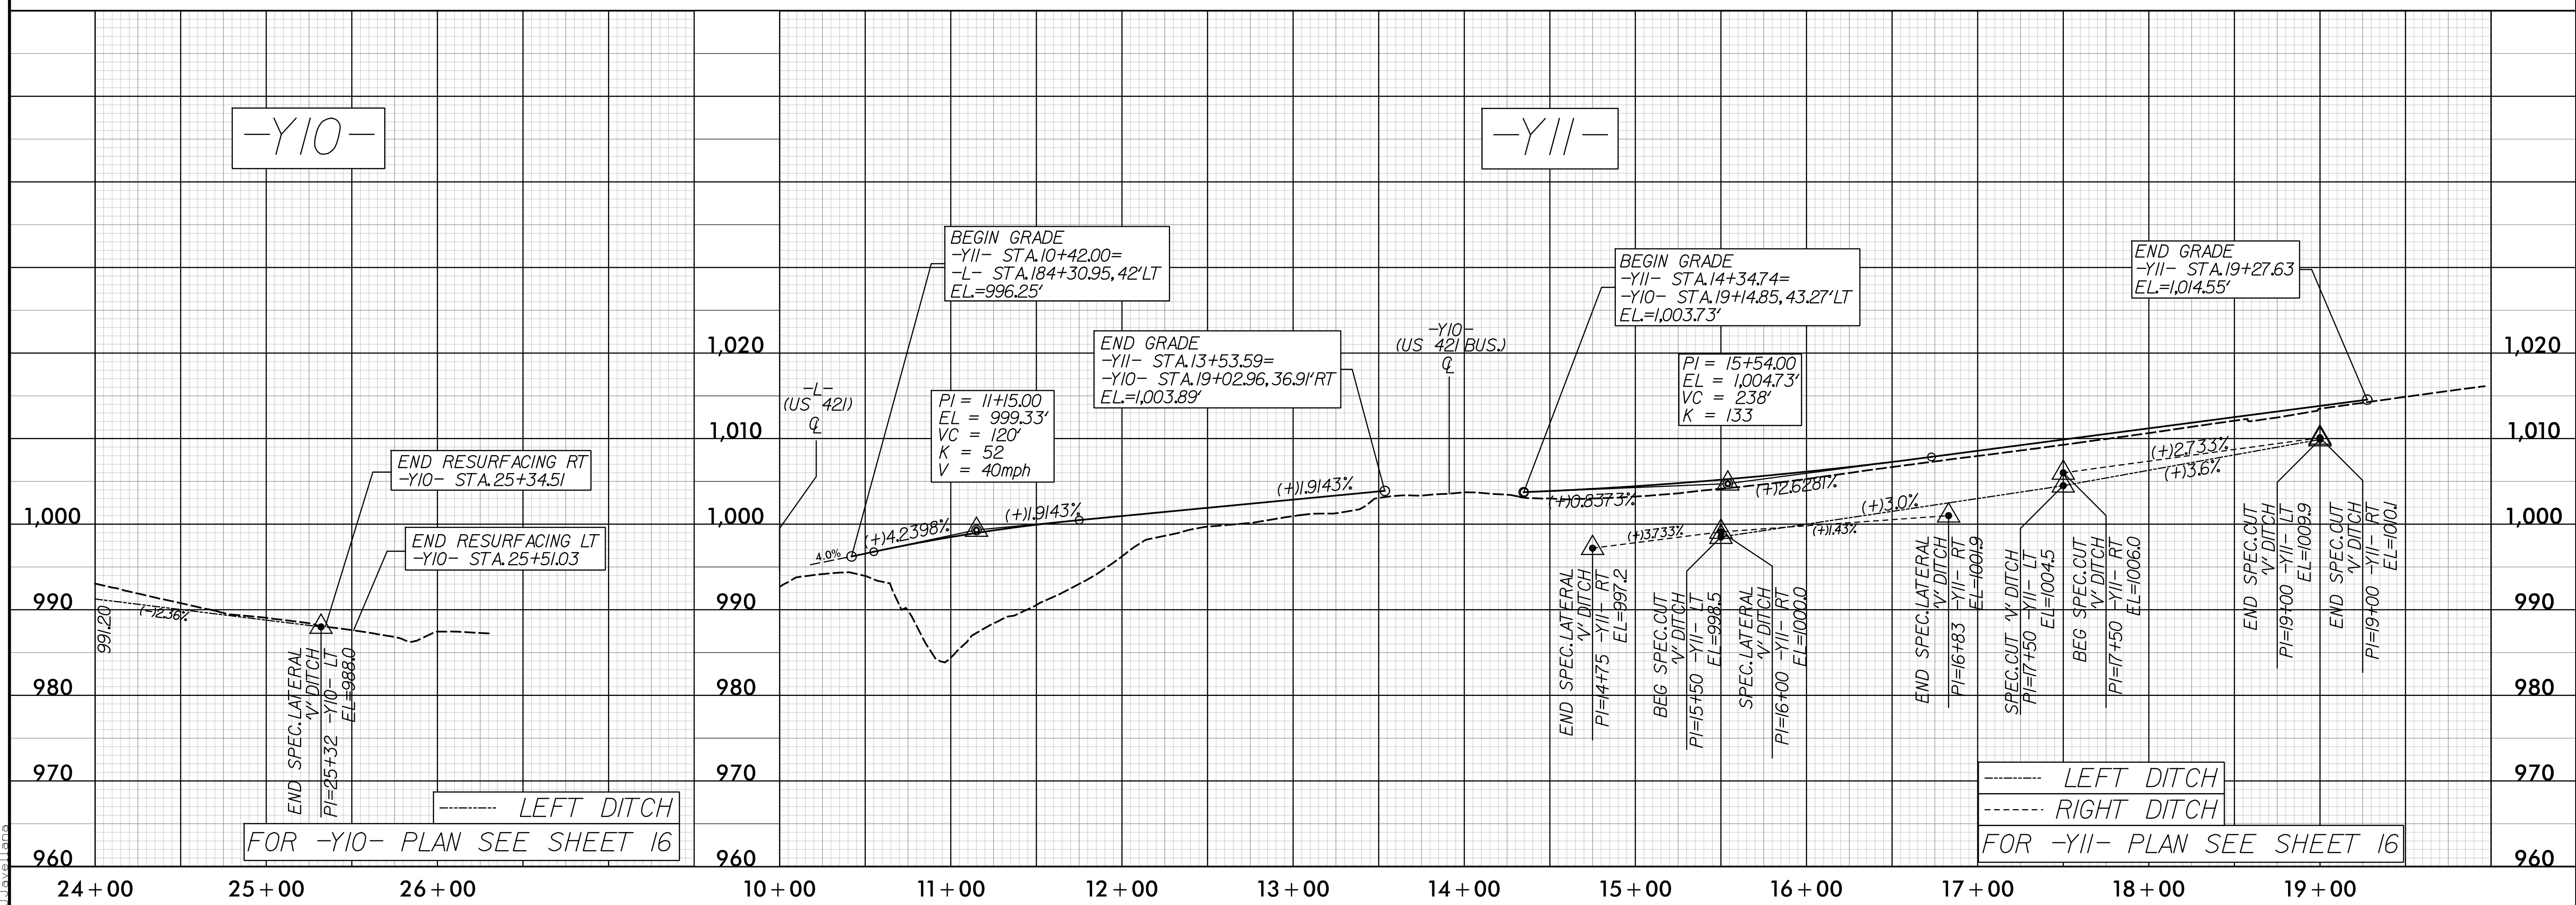 -Y10-
-Y11-
BEGIN GRADE
-Y11- STA.10+42.00=
-L- STA.184+30.95, 42'LT
EL.=996.25'
BEGIN GRADE
-Y11- STA.14+34.74=
-Y10- STA.19+14.85, 43.27'LT
EL.=1,003.73'
END GRADE
-Y11- STA.19+27.63
EL.=1,014.55'
END GRADE
-Y11- STA.13+53.59=
-Y10- STA.19+02.96, 36.91'RT
EL.=1,003.89'
-Y10-
(US 421 BUS.)
℄
PI = 15+54.00
EL = 1,004.73'
VC = 238'
K = 133
-L-
(US 421)
℄
PI = 11+15.00
EL = 999.33'
VC = 120'
K = 52
V = 40mph
END RESURFACING RT
-Y10- STA.25+34.51
END RESURFACING LT
-Y10- STA.25+51.03
1,020
1,010
1,000
990
980
970
960
1,020
1,010
1,000
990
980
970
960
1,020
1,010
1,000
990
980
970
960
991.20
(-)2.36%
END SPEC.LATERAL
'V' DITCH
PI=25+32 -Y10- LT
EL=988.0
4.0%
(+)4.2398%
(+)1.9143%
(+)1.9143%
(+)0.8373%
(+)2.6281%
(+)3.733%
(+)1.43%
(+)3.0%
(+)2.733%
(+)3.6%
END SPEC.LATERAL
'V' DITCH
PI=14+75 -Y11- RT
EL=997.2
BEG SPEC.CUT
'V' DITCH
PI=15+50 -Y11- LT
EL=998.5
SPEC.LATERAL
'V' DITCH
PI=16+00 -Y11- RT
EL=1000.0
END SPEC.LATERAL
'V' DITCH
PI=16+83 -Y11- RT
EL=1001.9
SPEC.CUT 'V' DITCH
PI=17+50 -Y11- LT
EL=1004.5
BEG SPEC.CUT
'V' DITCH
PI=17+50 -Y11- RT
EL=1006.0
END SPEC.CUT
'V' DITCH
PI=19+00 -Y11- LT
EL=1009.9
END SPEC.CUT
'V' DITCH
PI=19+00 -Y11- RT
EL=1010.1
LEFT DITCH
FOR -Y10- PLAN SEE SHEET 16
LEFT DITCH
RIGHT DITCH
FOR -Y11- PLAN SEE SHEET 16
24+00
25+00
26+00
10+00
11+00
12+00
13+00
14+00
15+00
16+00
17+00
18+00
19+00